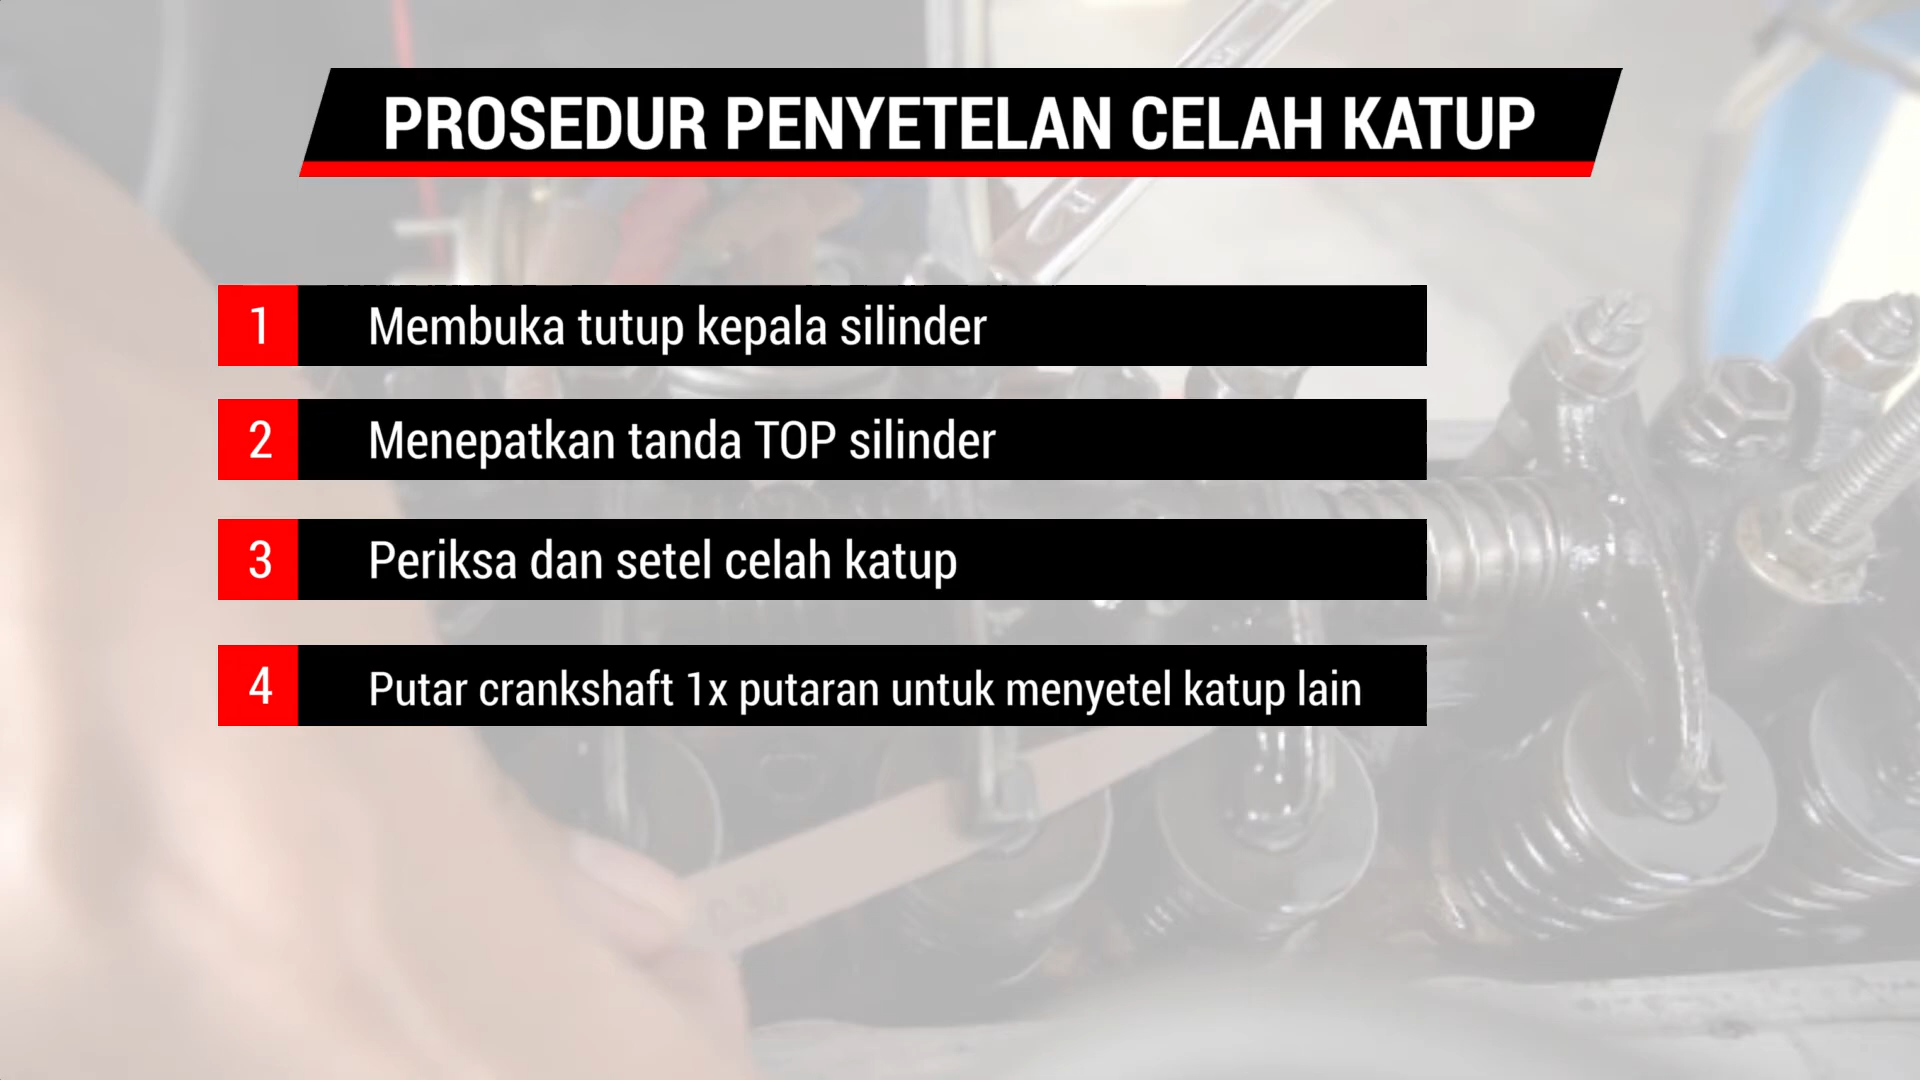 PROSEDUR PENYETELAN CELAH KATUP
1 Membuka tutup kepala silinder
2 Menepatkan tanda TOP silinder
3 Periksa dan setel celah katup
4 Putar crankshaft 1x putaran untuk menyetel katup lain